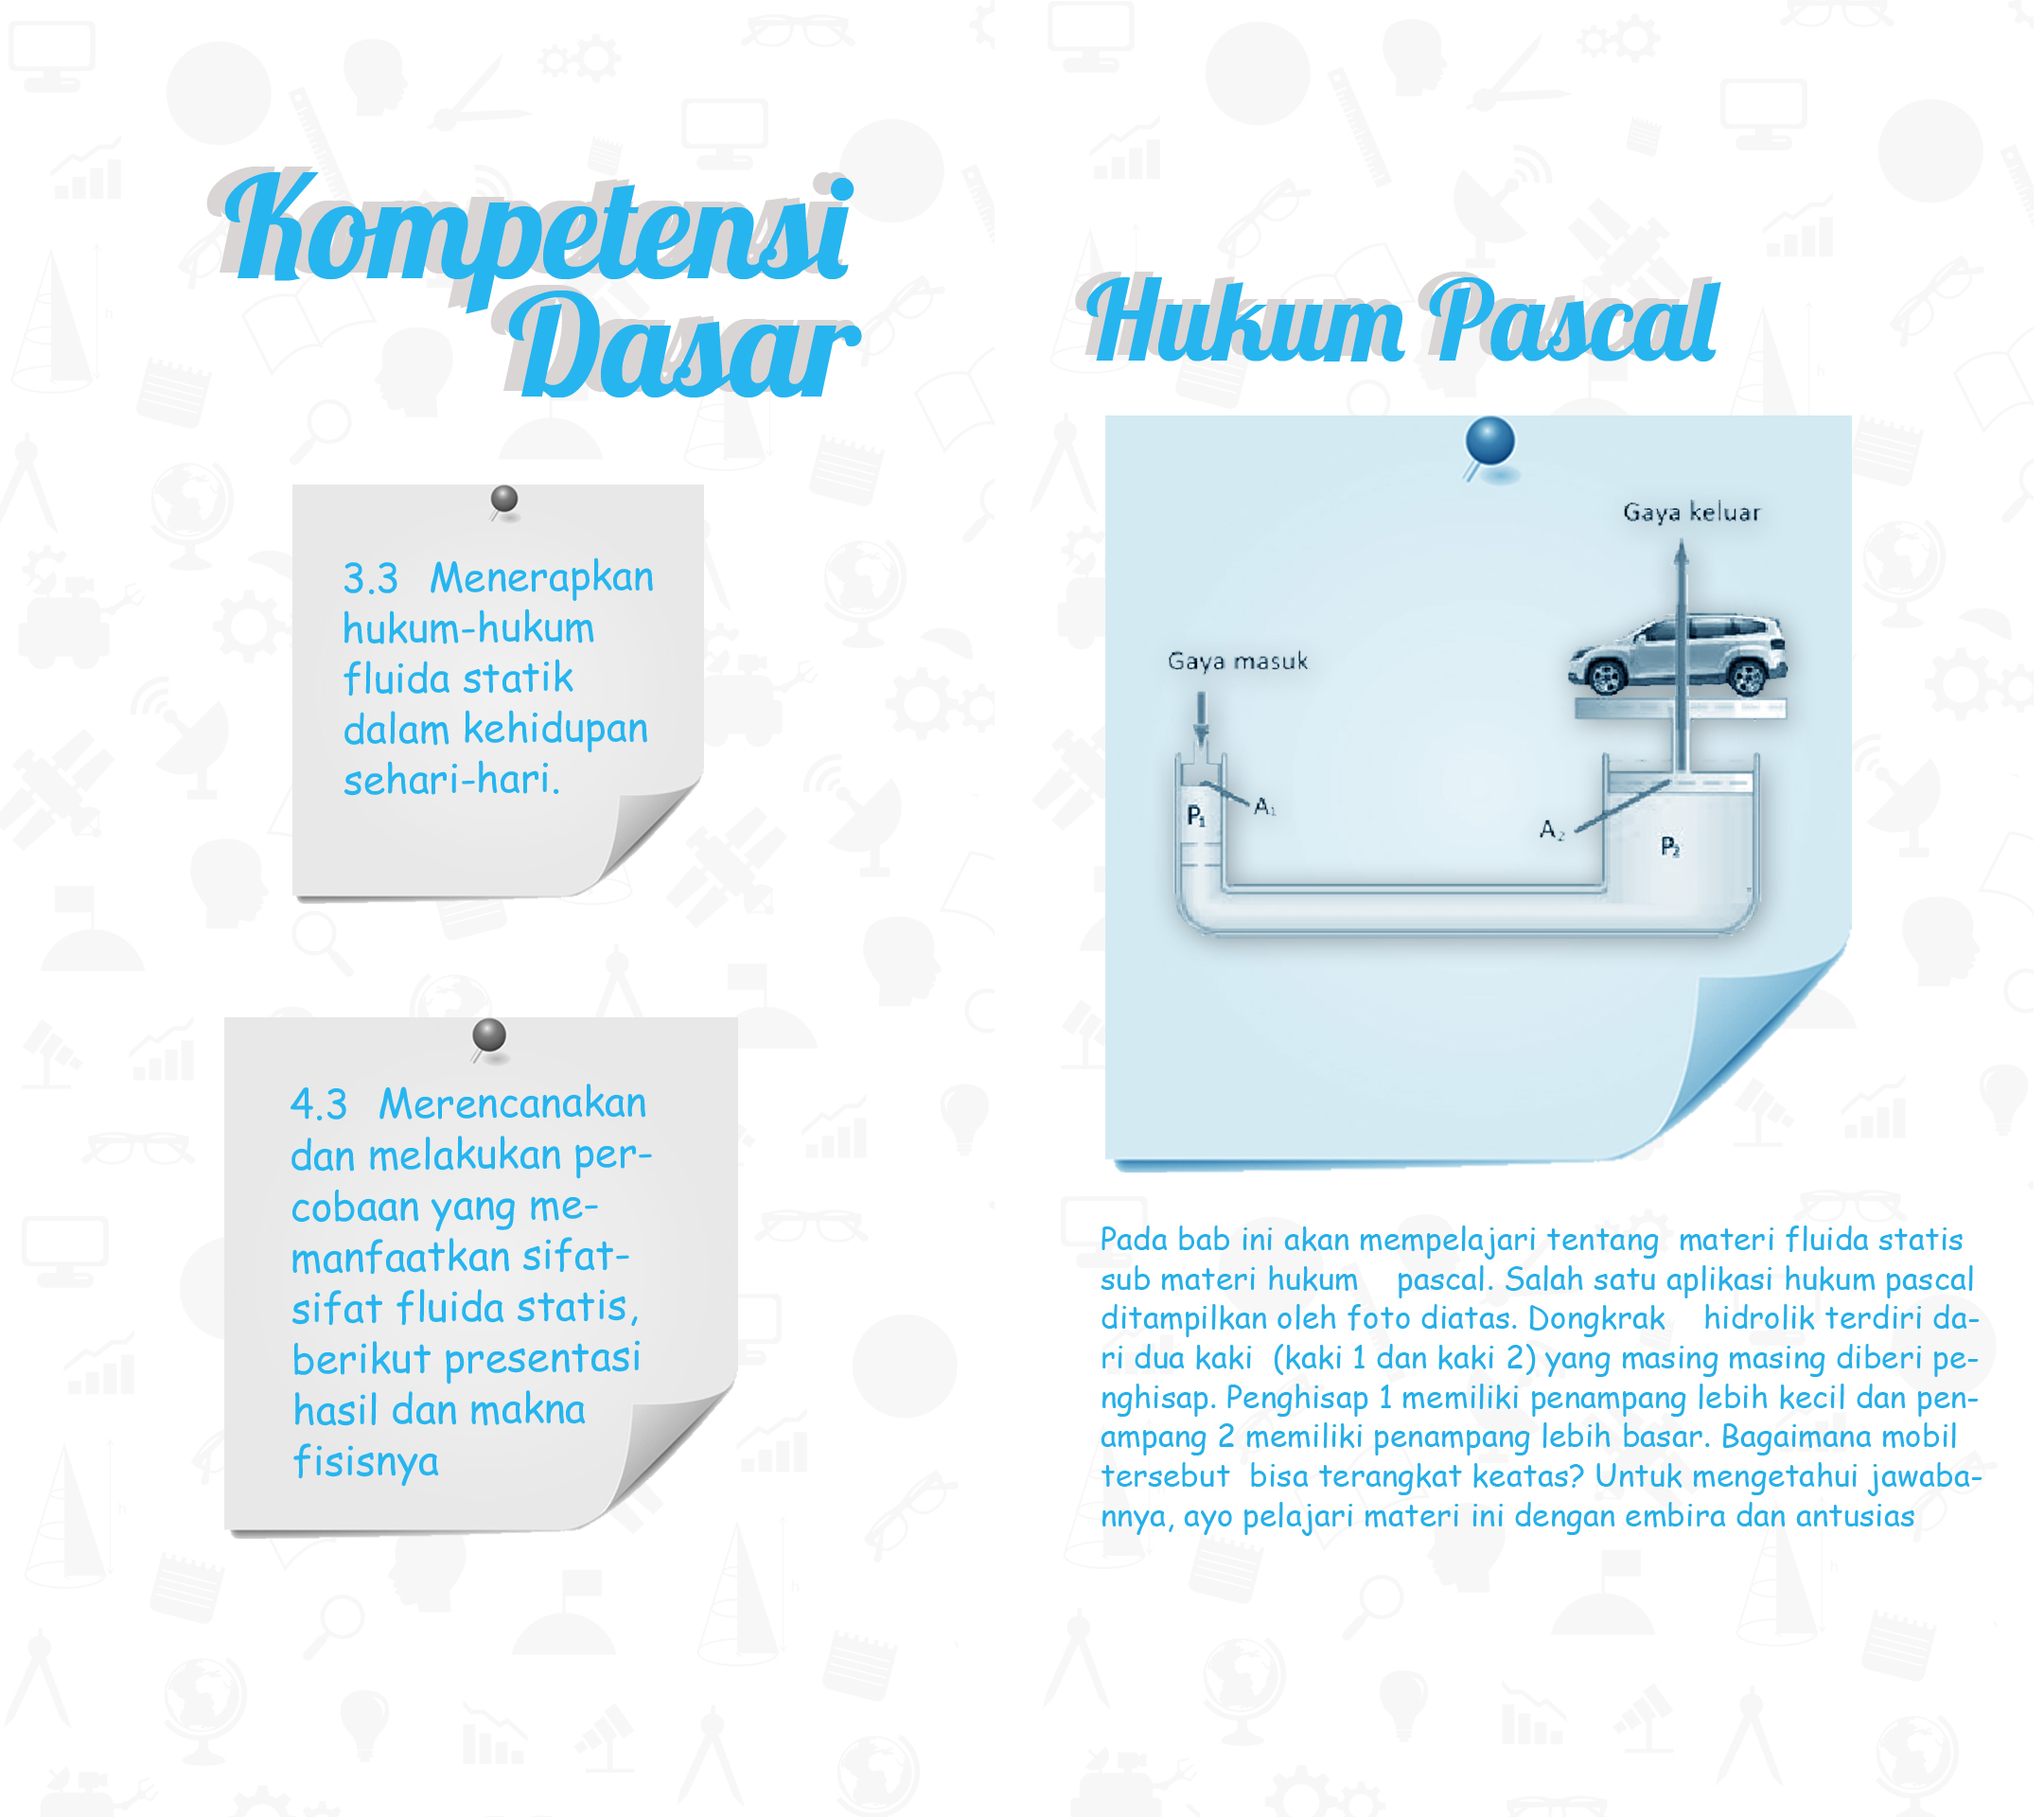 Kompetensi
Dasar
3.3 Menerapkan
hukum-hukum
fluida statik
dalam kehidupan
sehari-hari.
4.3 Merencanakan
dan melakukan per-
cobaan yang me-
manfaatkan sifat-
sifat fluida statis,
berikut presentasi
hasil dan makna
fisisnya
Hukum Pascal
Gaya keluar
Gaya masuk
A₁
P₁
A₂
P₂
Pada bab ini akan mempelajari tentang materi fluida statis
sub materi hukum pascal. Salah satu aplikasi hukum pascal
ditampilkan oleh foto diatas. Dongkrak hidrolik terdiri da-
ri dua kaki (kaki 1 dan kaki 2) yang masing masing diberi pe-
nghisap. Penghisap 1 memiliki penampang lebih kecil dan pen-
ampang 2 memiliki penampang lebih basar. Bagaimana mobil
tersebut bisa terangkat keatas? Untuk mengetahui jawaba-
nnya, ayo pelajari materi ini dengan embira dan antusias